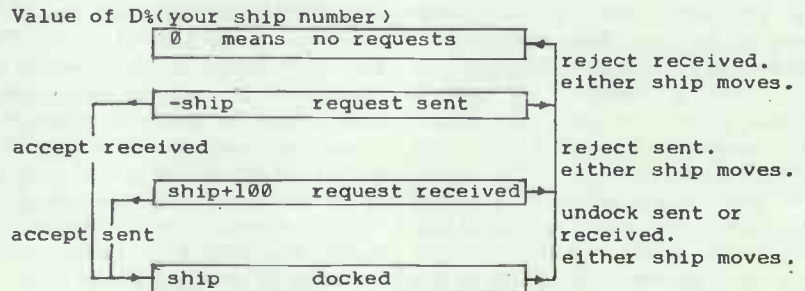 Value of D%(your ship number)
0 means no requests
reject received.
either ship moves.
-ship request sent
accept received
reject sent.
either ship moves.
ship+100 request received
accept sent
undock sent or
received.
either ship moves.
ship docked